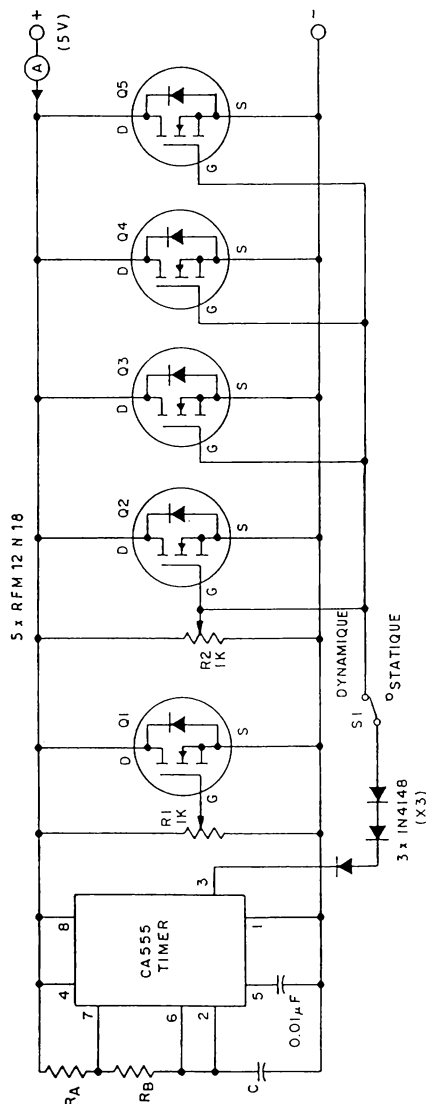 5 x RFM 12 N 18
A
+
(5V)
RA
RB
C
7
6
2
4
8
CA555
TIMER
5
1
3
0.01µF
R1
1K
D
Q1
G
S
R2
1K
D
Q2
G
S
D
Q3
G
S
D
Q4
G
S
D
Q5
G
S
-
DYNAMIQUE
S1
STATIQUE
3 x 1N4148
(X3)